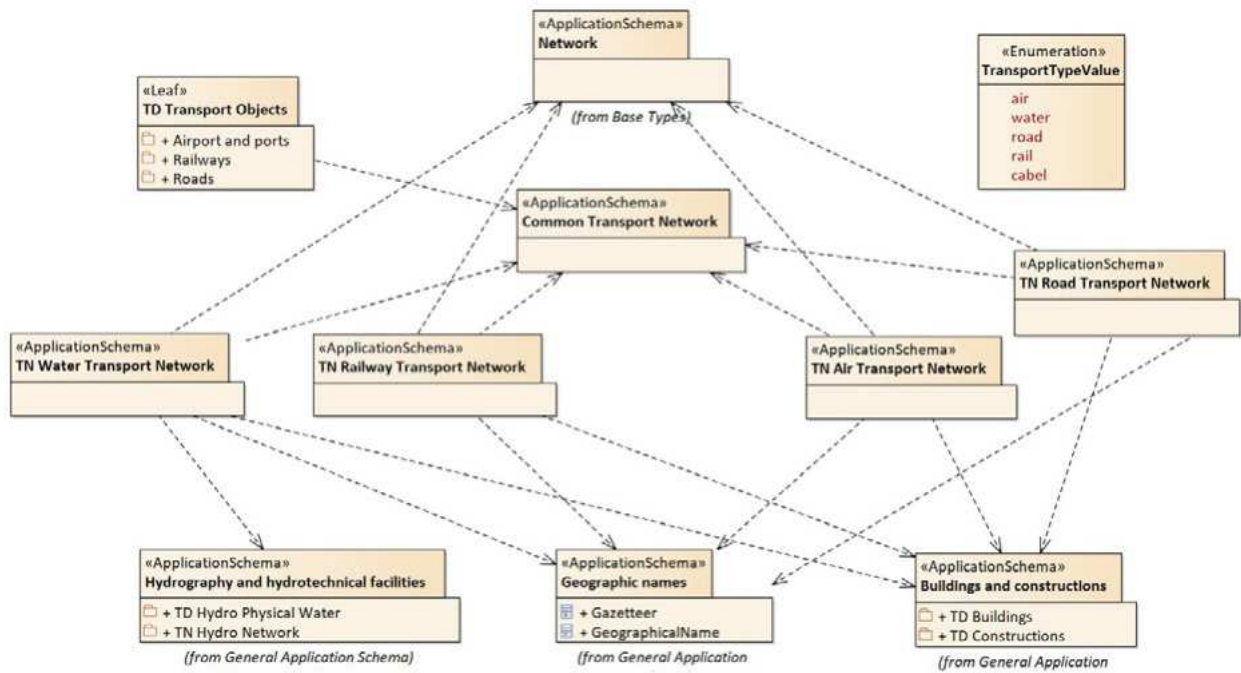 «ApplicationSchema»
Network
(from Base Types)
«Enumeration»
TransportTypeValue
air
water
road
rail
cabel
«Leaf»
TD Transport Objects
+ Airport and ports
+ Railways
+ Roads
«ApplicationSchema»
Common Transport Network
«ApplicationSchema»
TN Road Transport Network
«ApplicationSchema»
TN Water Transport Network
«ApplicationSchema»
TN Railway Transport Network
«ApplicationSchema»
TN Air Transport Network
«ApplicationSchema»
Hydrography and hydrotechnical facilities
+ TD Hydro Physical Water
+ TN Hydro Network
(from General Application Schema)
«ApplicationSchema»
Geographic names
+ Gazetteer
+ GeographicalName
(from General Application
«ApplicationSchema»
Buildings and constructions
+ TD Buildings
+ TD Constructions
(from General Application